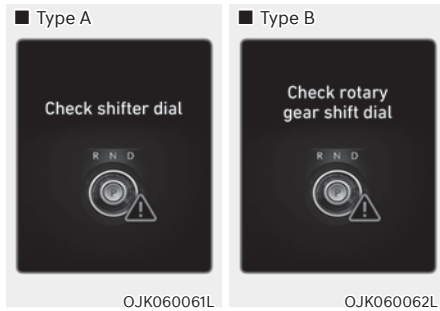 ■ Type A
Check shifter dial
R N D
P
OJK060061L
■ Type B
Check rotary
gear shift dial
R N D
P
OJK060062L